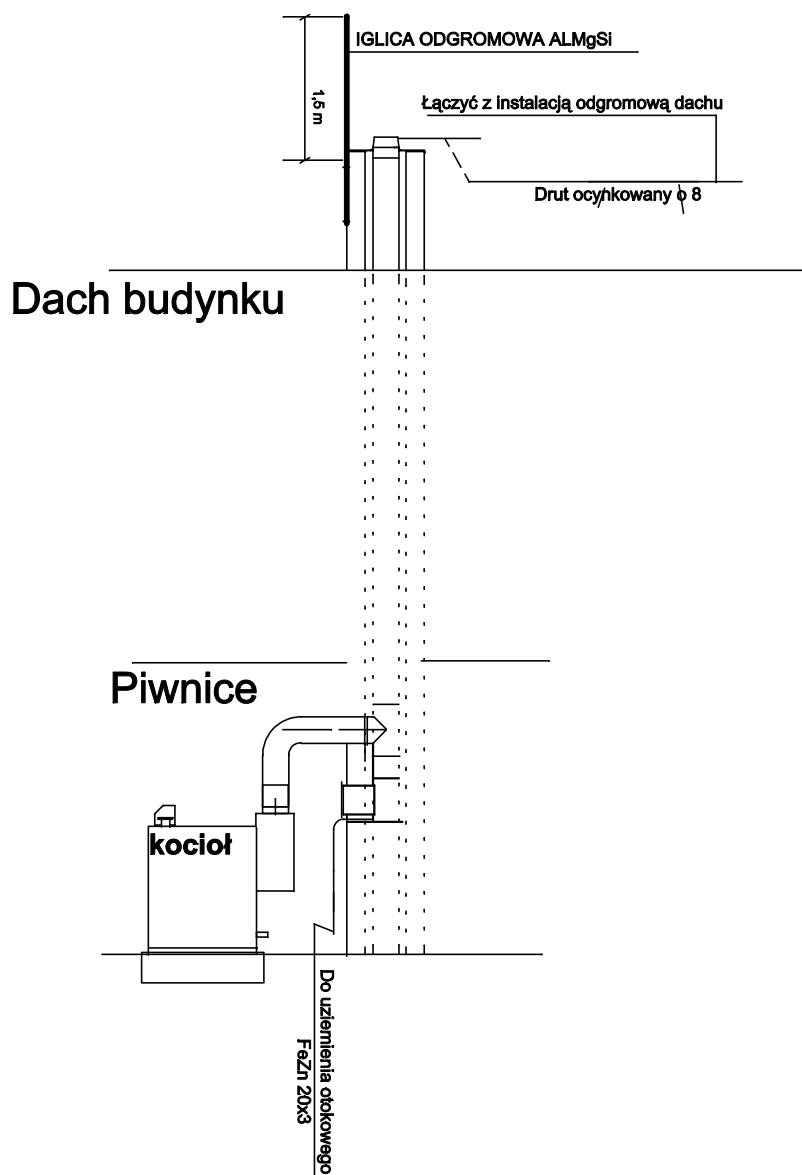 IGLICA ODGROMOWA ALMgSi
1,5 m
Łączyć z instalacją odgromową dachu
Drut ocynkowany o 8
Dach budynku
Piwnice
kocioł
Do uziemienia otokowego
FeZn 20x3